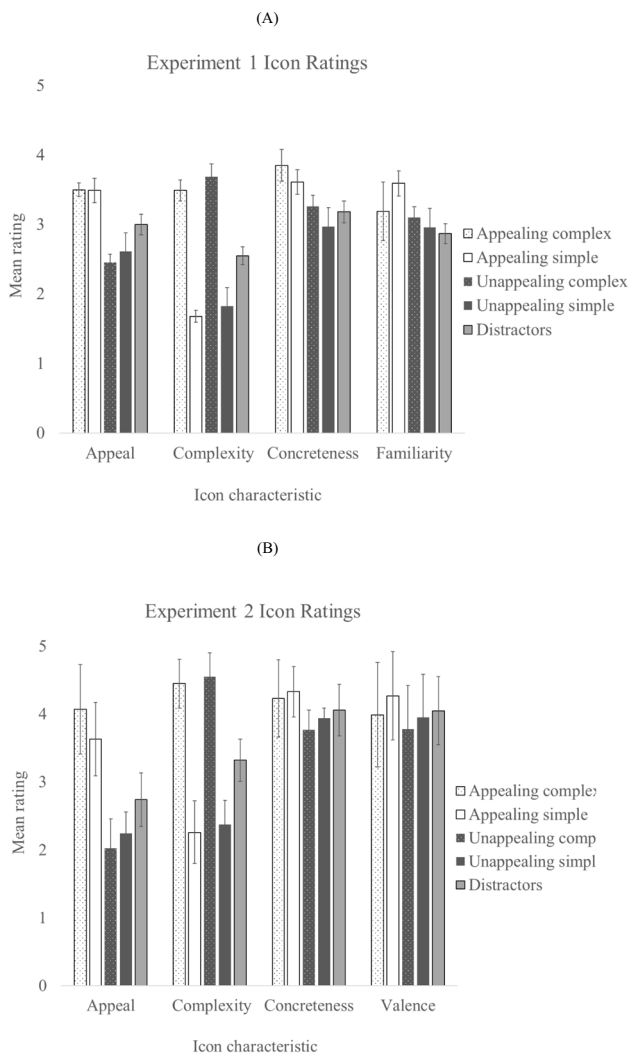 (A)
Experiment 1 Icon Ratings
5
4
3
2
1
0
Mean rating
Appeal Complexity Concreteness Familiarity
Icon characteristic
Appealing complex
Appealing simple
Unappealing complex
Unappealing simple
Distractors
(B)
Experiment 2 Icon Ratings
5
4
3
2
1
0
Mean rating
Appeal Complexity Concreteness Valence
Icon characteristic
Appealing complex
Appealing simple
Unappealing comp
Unappealing simpl
Distractors